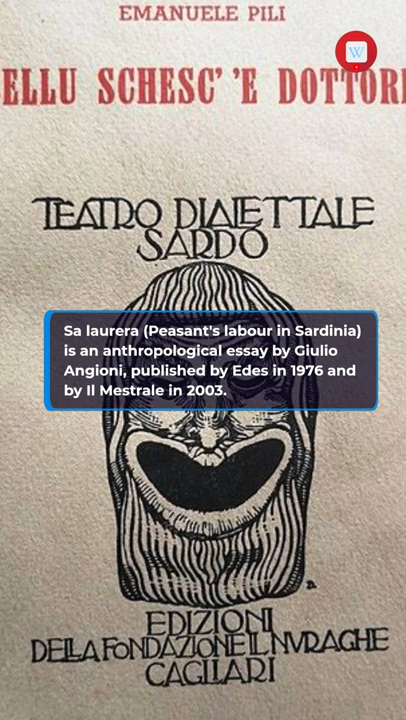 EMANUELE PILI
W
ELLU SCHESC' 'E DOTTORI
TEATRO DIALETTALE
SARDO
Sa laurera (Peasant's labour in Sardinia)
is an anthropological essay by Giulio
Angioni, published by Edes in 1976 and
by Il Mestrale in 2003.
EDIZIONI
DELLA FONDAZIONE IL NVRAGHE
CAGLIARI